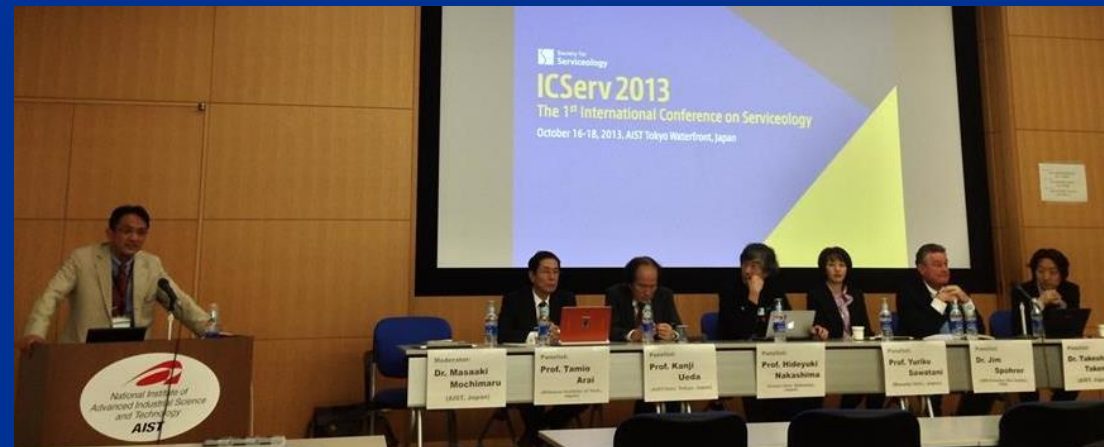 Society for
Serviceology
ICServ 2013
The 1st International Conference on Serviceology
October 16-18, 2013, AIST Tokyo Waterfront, Japan
National Institute of
Advanced Industrial Science
and Technology
AIST
Moderator:
Dr. Masaaki
Mochimaru
(AIST, Japan)
Panelist:
Prof. Tamio
Arai
Panelist:
Prof. Kanji
Ueda
Panelist:
Prof. Hideyuki
Nakashima
Panelist:
Prof. Yuriko
Sawatani
Panelist:
Dr. Jim
Spohrer
Panelist:
Dr. Takeshi
(AIST, Japan)